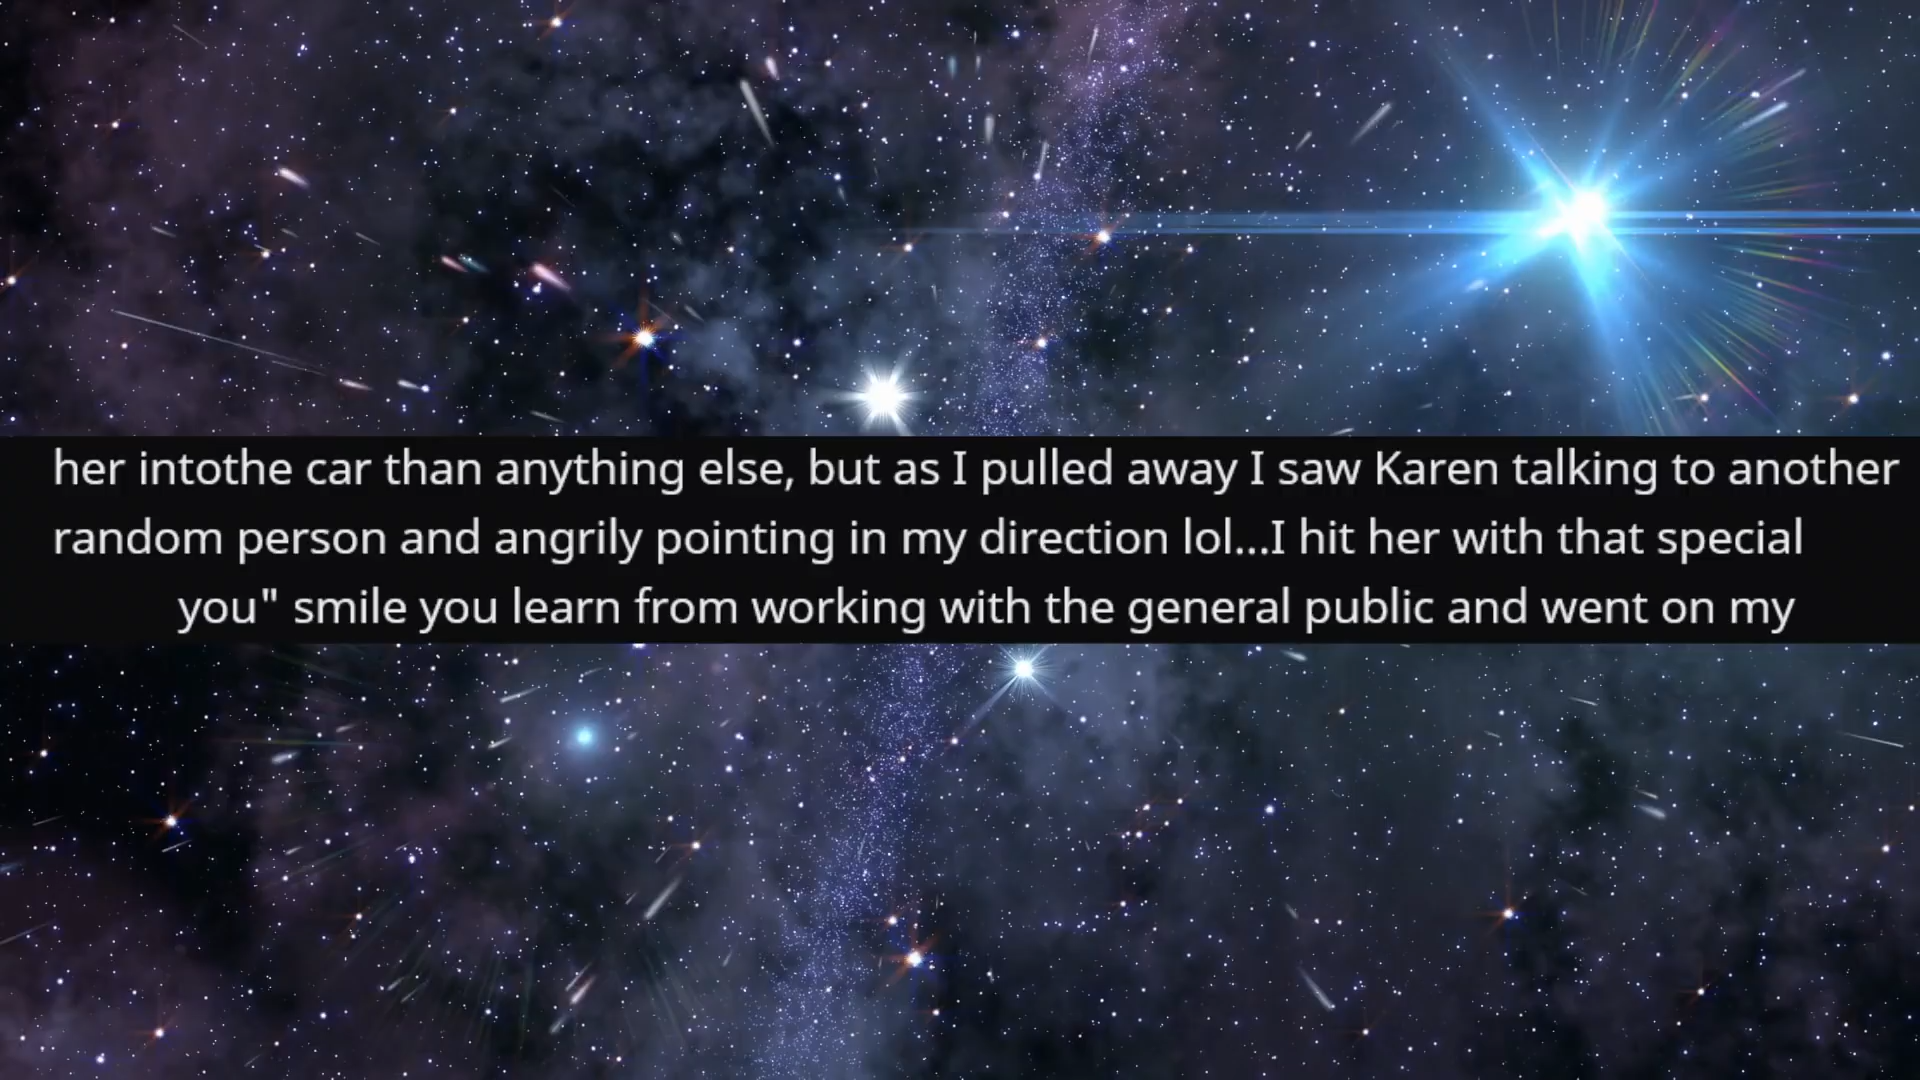 her intothe car than anything else, but as I pulled away I saw Karen talking to another
random person and angrily pointing in my direction lol...I hit her with that special
you" smile you learn from working with the general public and went on my